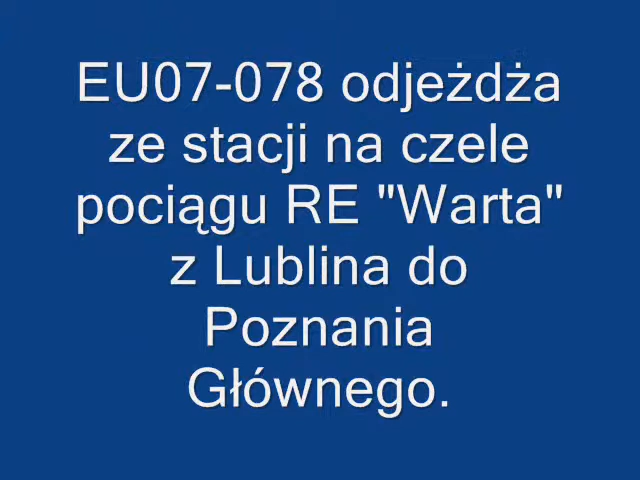 EU07-078 odjeżdża
ze stacji na czele
pociągu RE "Warta"
z Lublina do
Poznania
Głównego.